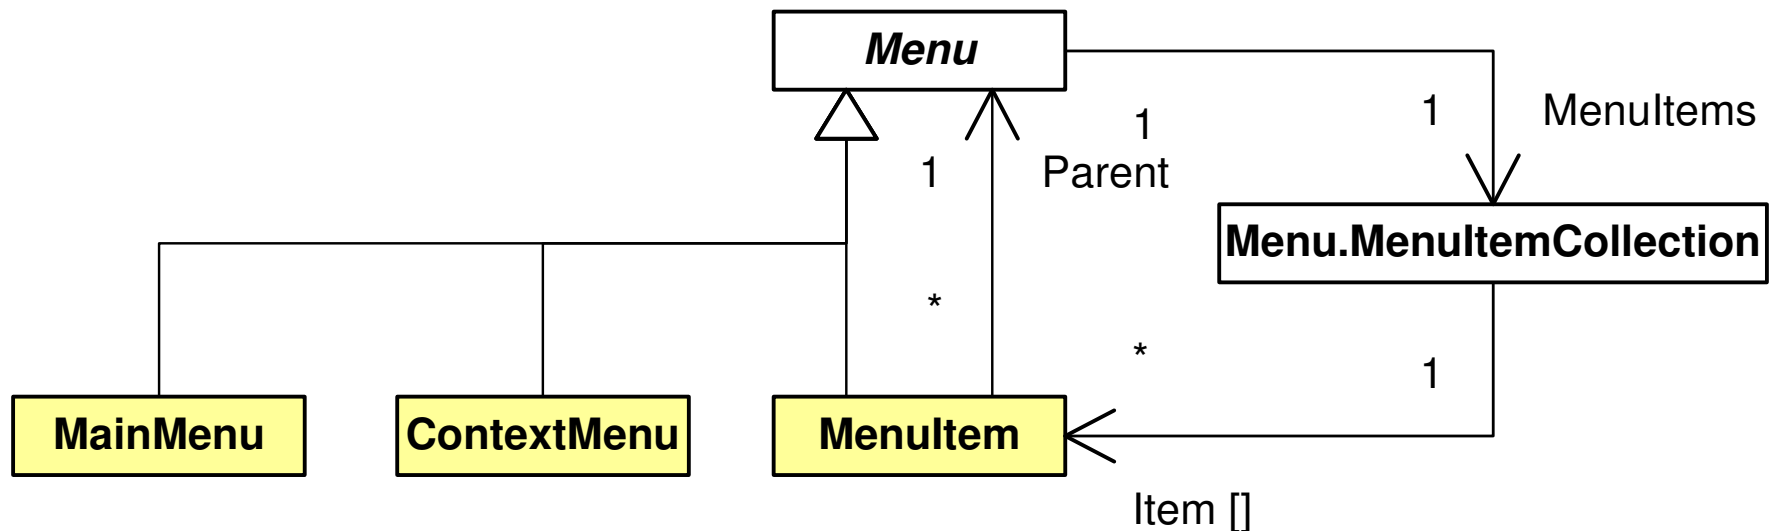 Menu
1
1
MenuItems
1
Parent
Menu.MenuItemCollection
*
*
1
MainMenu
ContextMenu
MenuItem
Item []